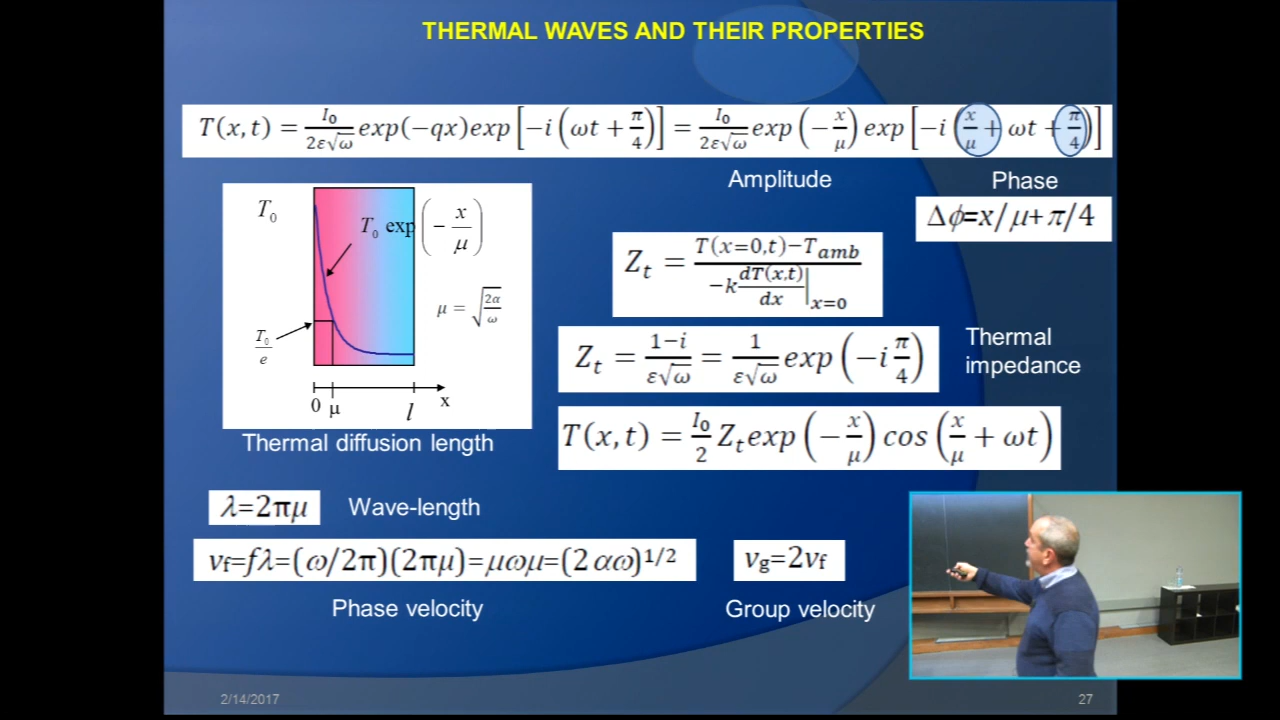 THERMAL WAVES AND THEIR PROPERTIES
T(x,t) = I₀/(2ε√ω) exp(−qx)exp[−i(ωt + π/4)] = I₀/(2ε√ω) exp(−x/μ) exp[−i(x/μ + ωt + π/4)]
Amplitude
Phase
Δϕ=x/μ+π/4
T₀
T₀ exp(−x/μ)
μ = √(2α/ω)
T₀/e
0 μ l x
Thermal diffusion length
Zₜ = (T(x=0,t)−T_amb)/(−k dT(x,t)/dx|ₓ₌₀)
Zₜ = (1−i)/(ε√ω) = 1/(ε√ω) exp(−i π/4)
Thermal
impedance
T(x,t) = I₀/2 Zₜexp(−x/μ) cos(x/μ + ωt)
λ=2πμ
Wave-length
vf=fλ=(ω/2π)(2πμ)=μωμ=(2αω)^1/2
Phase velocity
vg=2vf
Group velocity
2/14/2017
27